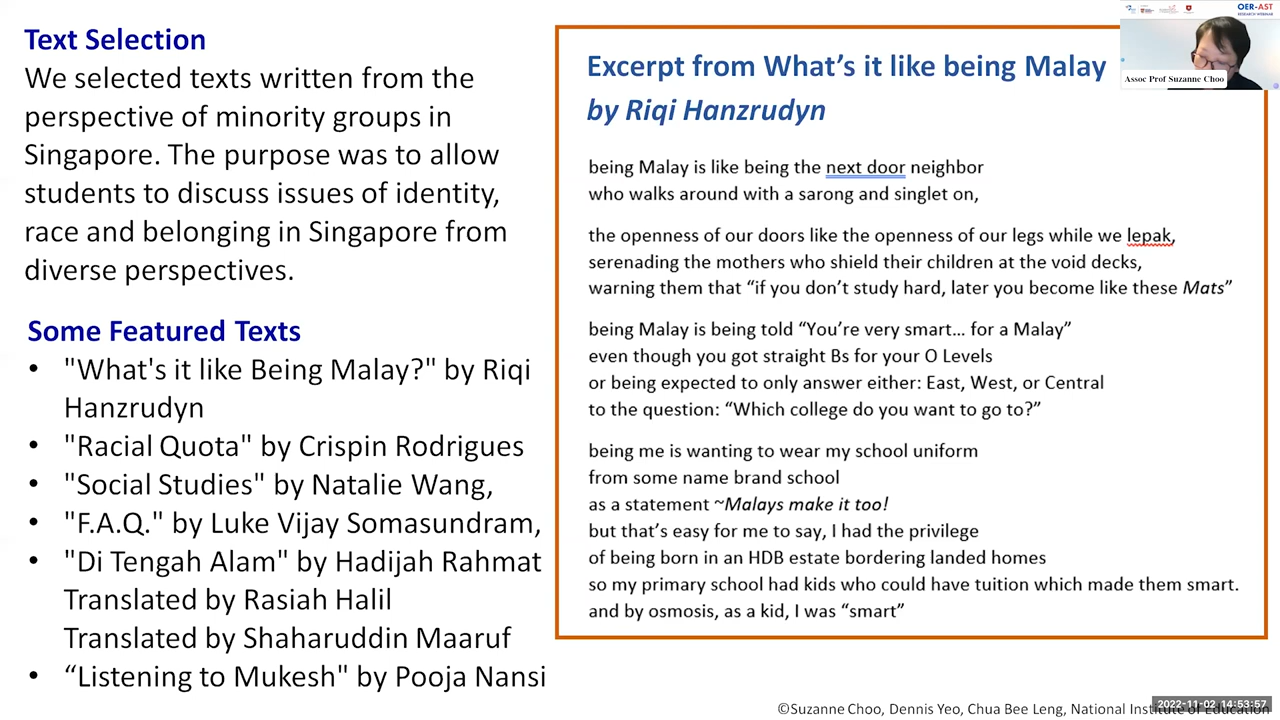 Text Selection
We selected texts written from the
perspective of minority groups in
Singapore. The purpose was to allow
students to discuss issues of identity,
race and belonging in Singapore from
diverse perspectives.
Some Featured Texts
• "What's it like Being Malay?" by Riqi
Hanzrudyn
• "Racial Quota" by Crispin Rodrigues
• "Social Studies" by Natalie Wang,
• "F.A.Q." by Luke Vijay Somasundram,
• "Di Tengah Alam" by Hadijah Rahmat
Translated by Rasiah Halil
Translated by Shaharuddin Maaruf
• “Listening to Mukesh" by Pooja Nansi
Excerpt from What’s it like being Malay
by Riqi Hanzrudyn
being Malay is like being the next door neighbor
who walks around with a sarong and singlet on,
the openness of our doors like the openness of our legs while we lepak,
serenading the mothers who shield their children at the void decks,
warning them that “if you don’t study hard, later you become like these Mats”
being Malay is being told “You’re very smart… for a Malay”
even though you got straight Bs for your O Levels
or being expected to only answer either: East, West, or Central
to the question: “Which college do you want to go to?”
being me is wanting to wear my school uniform
from some name brand school
as a statement ~Malays make it too!
but that’s easy for me to say, I had the privilege
of being born in an HDB estate bordering landed homes
so my primary school had kids who could have tuition which made them smart.
and by osmosis, as a kid, I was “smart”
OER-AST
RESEARCH WEBINAR
Assoc Prof Suzanne Choo
©Suzanne Choo, Dennis Yeo, Chua Bee Leng, National Institute of Education
2022-11-02 14:53:57